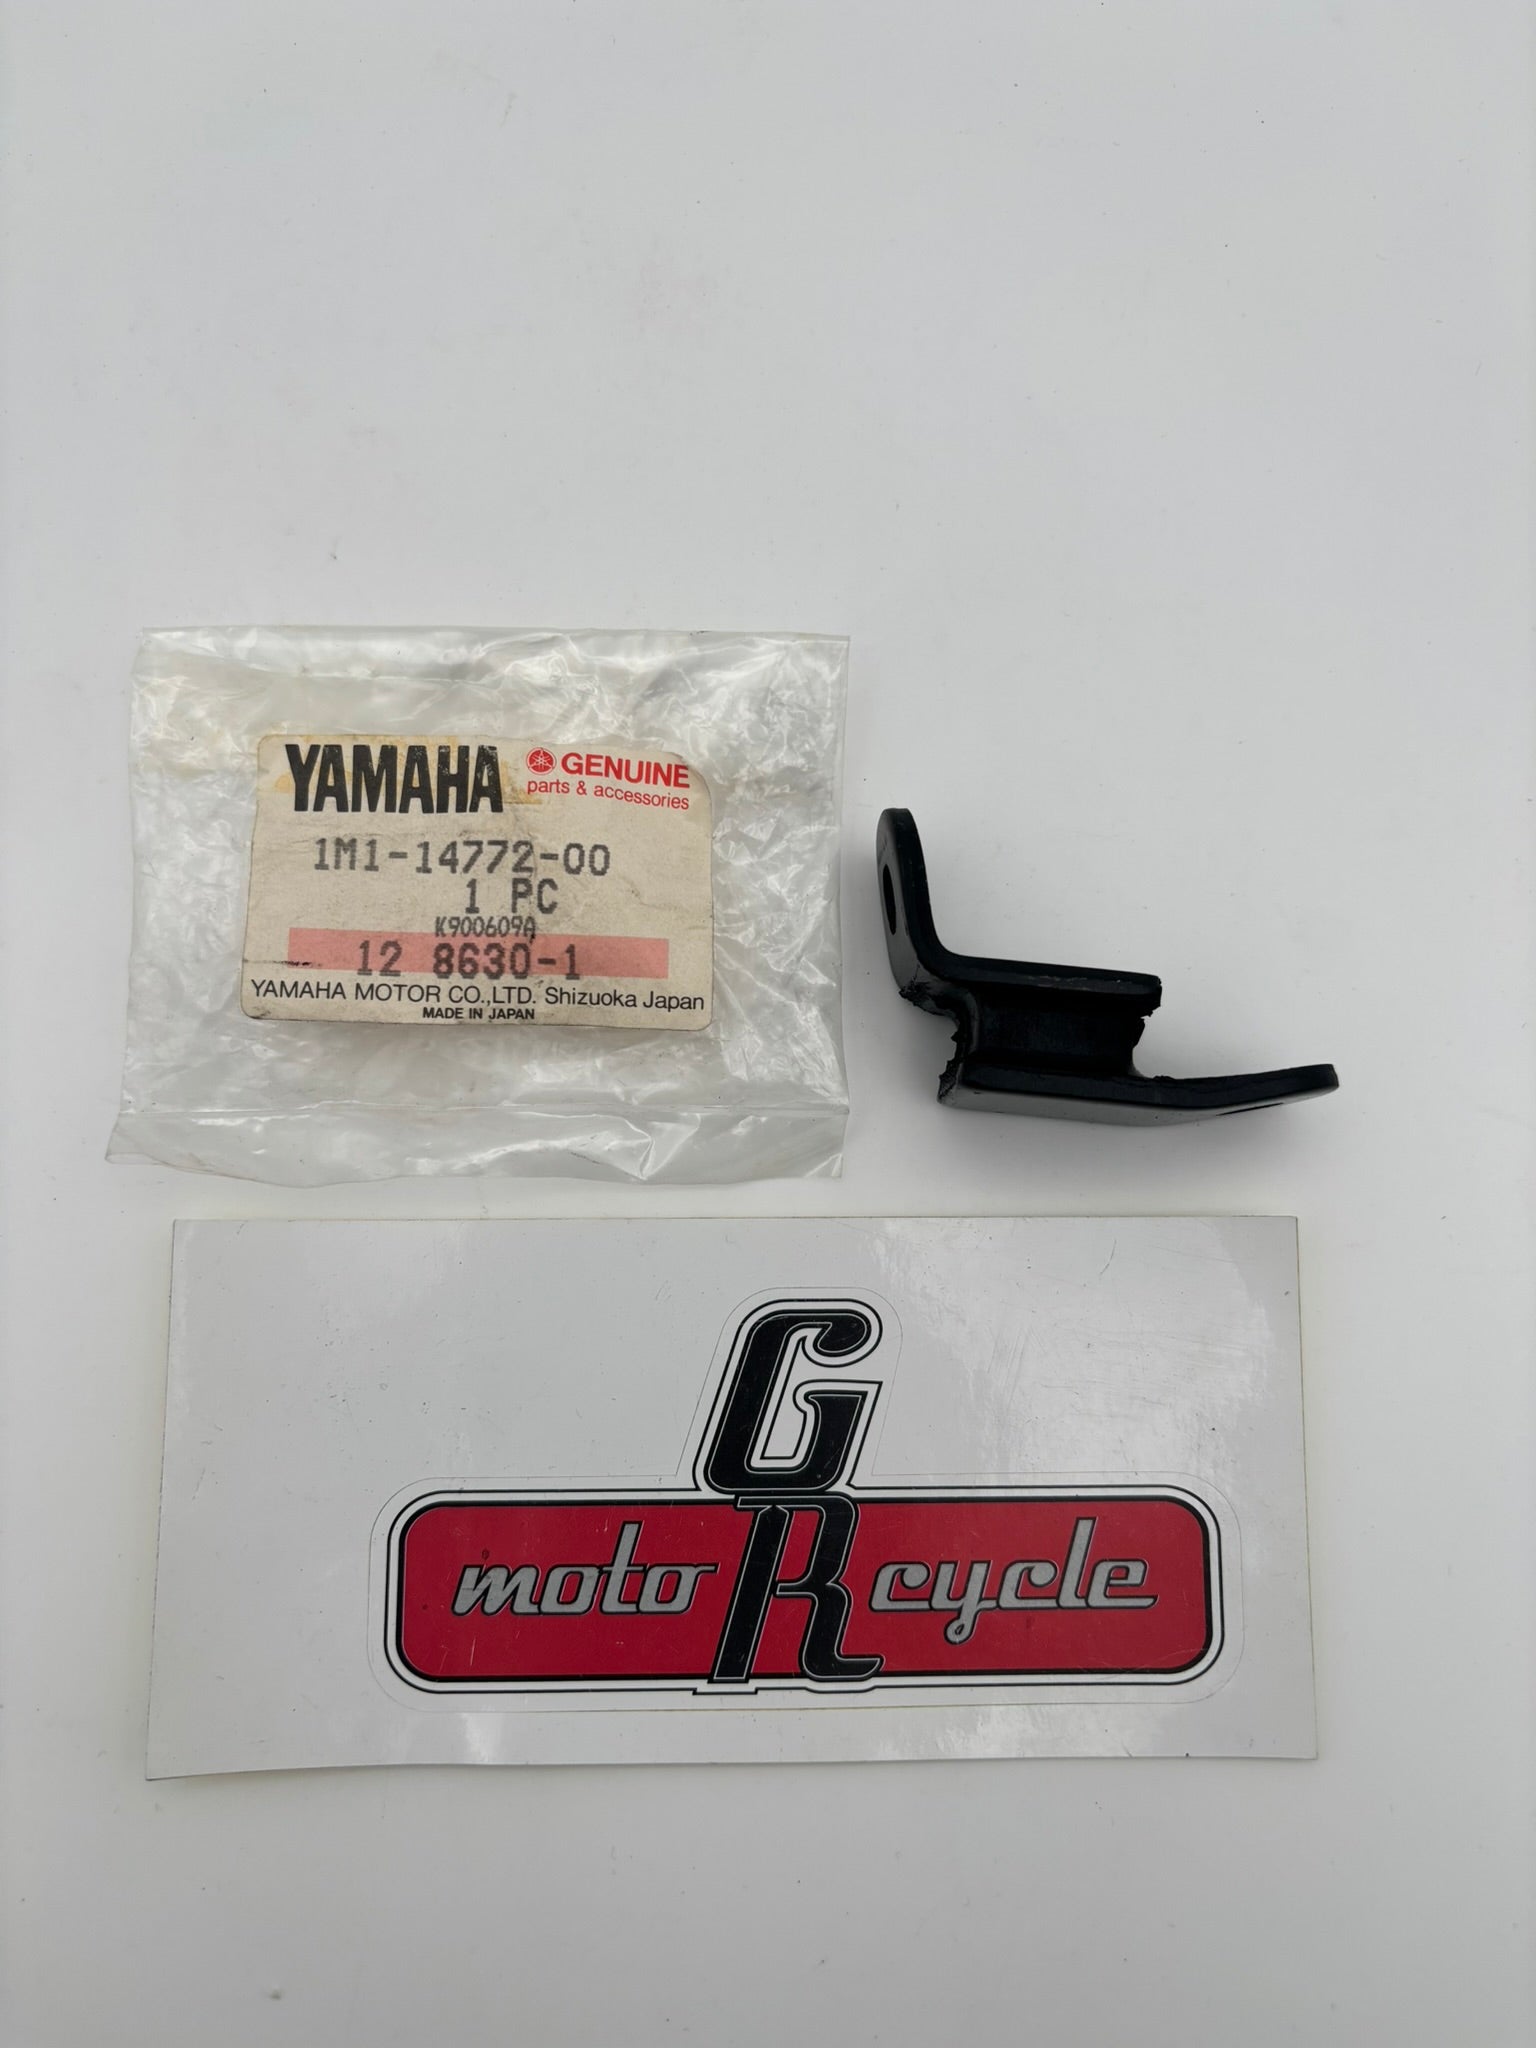 YAMAHA GENUINE
parts & accessories
1M1-14772-00
1 PC
K900609A
12 8630-1
YAMAHA MOTOR CO.,LTD. Shizuoka Japan
MADE IN JAPAN
G
moto R cycle